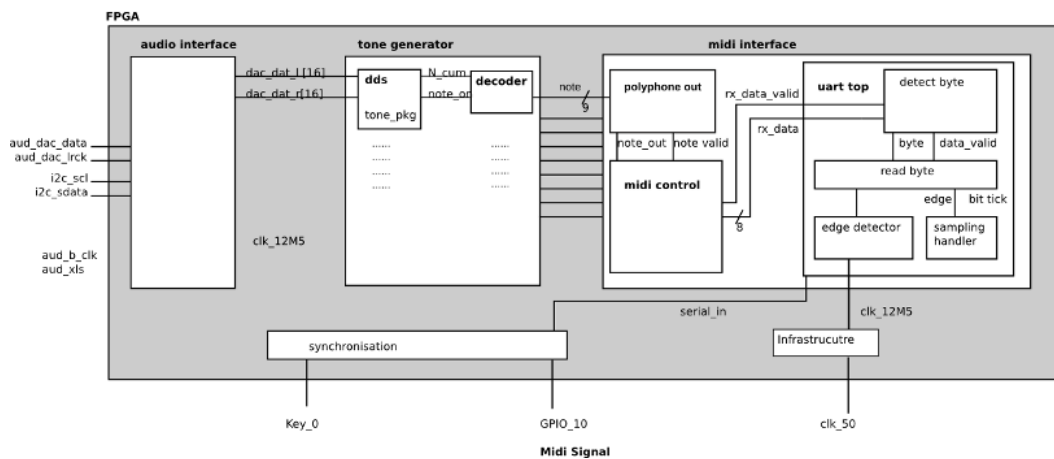 FPGA
audio interface
tone generator
midi interface
dac_dat_l [16]
dac_dat_r[16]
dds
tone_pkg
N_cum
note_on
decoder
note
9
polyphone out
note_out
note valid
midi control
rx_data_valid
rx_data
8
uart top
detect byte
byte
data_valid
read byte
edge
bit tick
edge detector
sampling
handler
......
......
......
......
......
......
......
......
aud_dac_data
aud_dac_lrck
i2c_scl
i2c_sdata
aud_b_clk
aud_xls
clk_12M5
serial_in
clk_12M5
synchronisation
Infrastrucutre
Key_0
GPIO_10
clk_50
Midi Signal